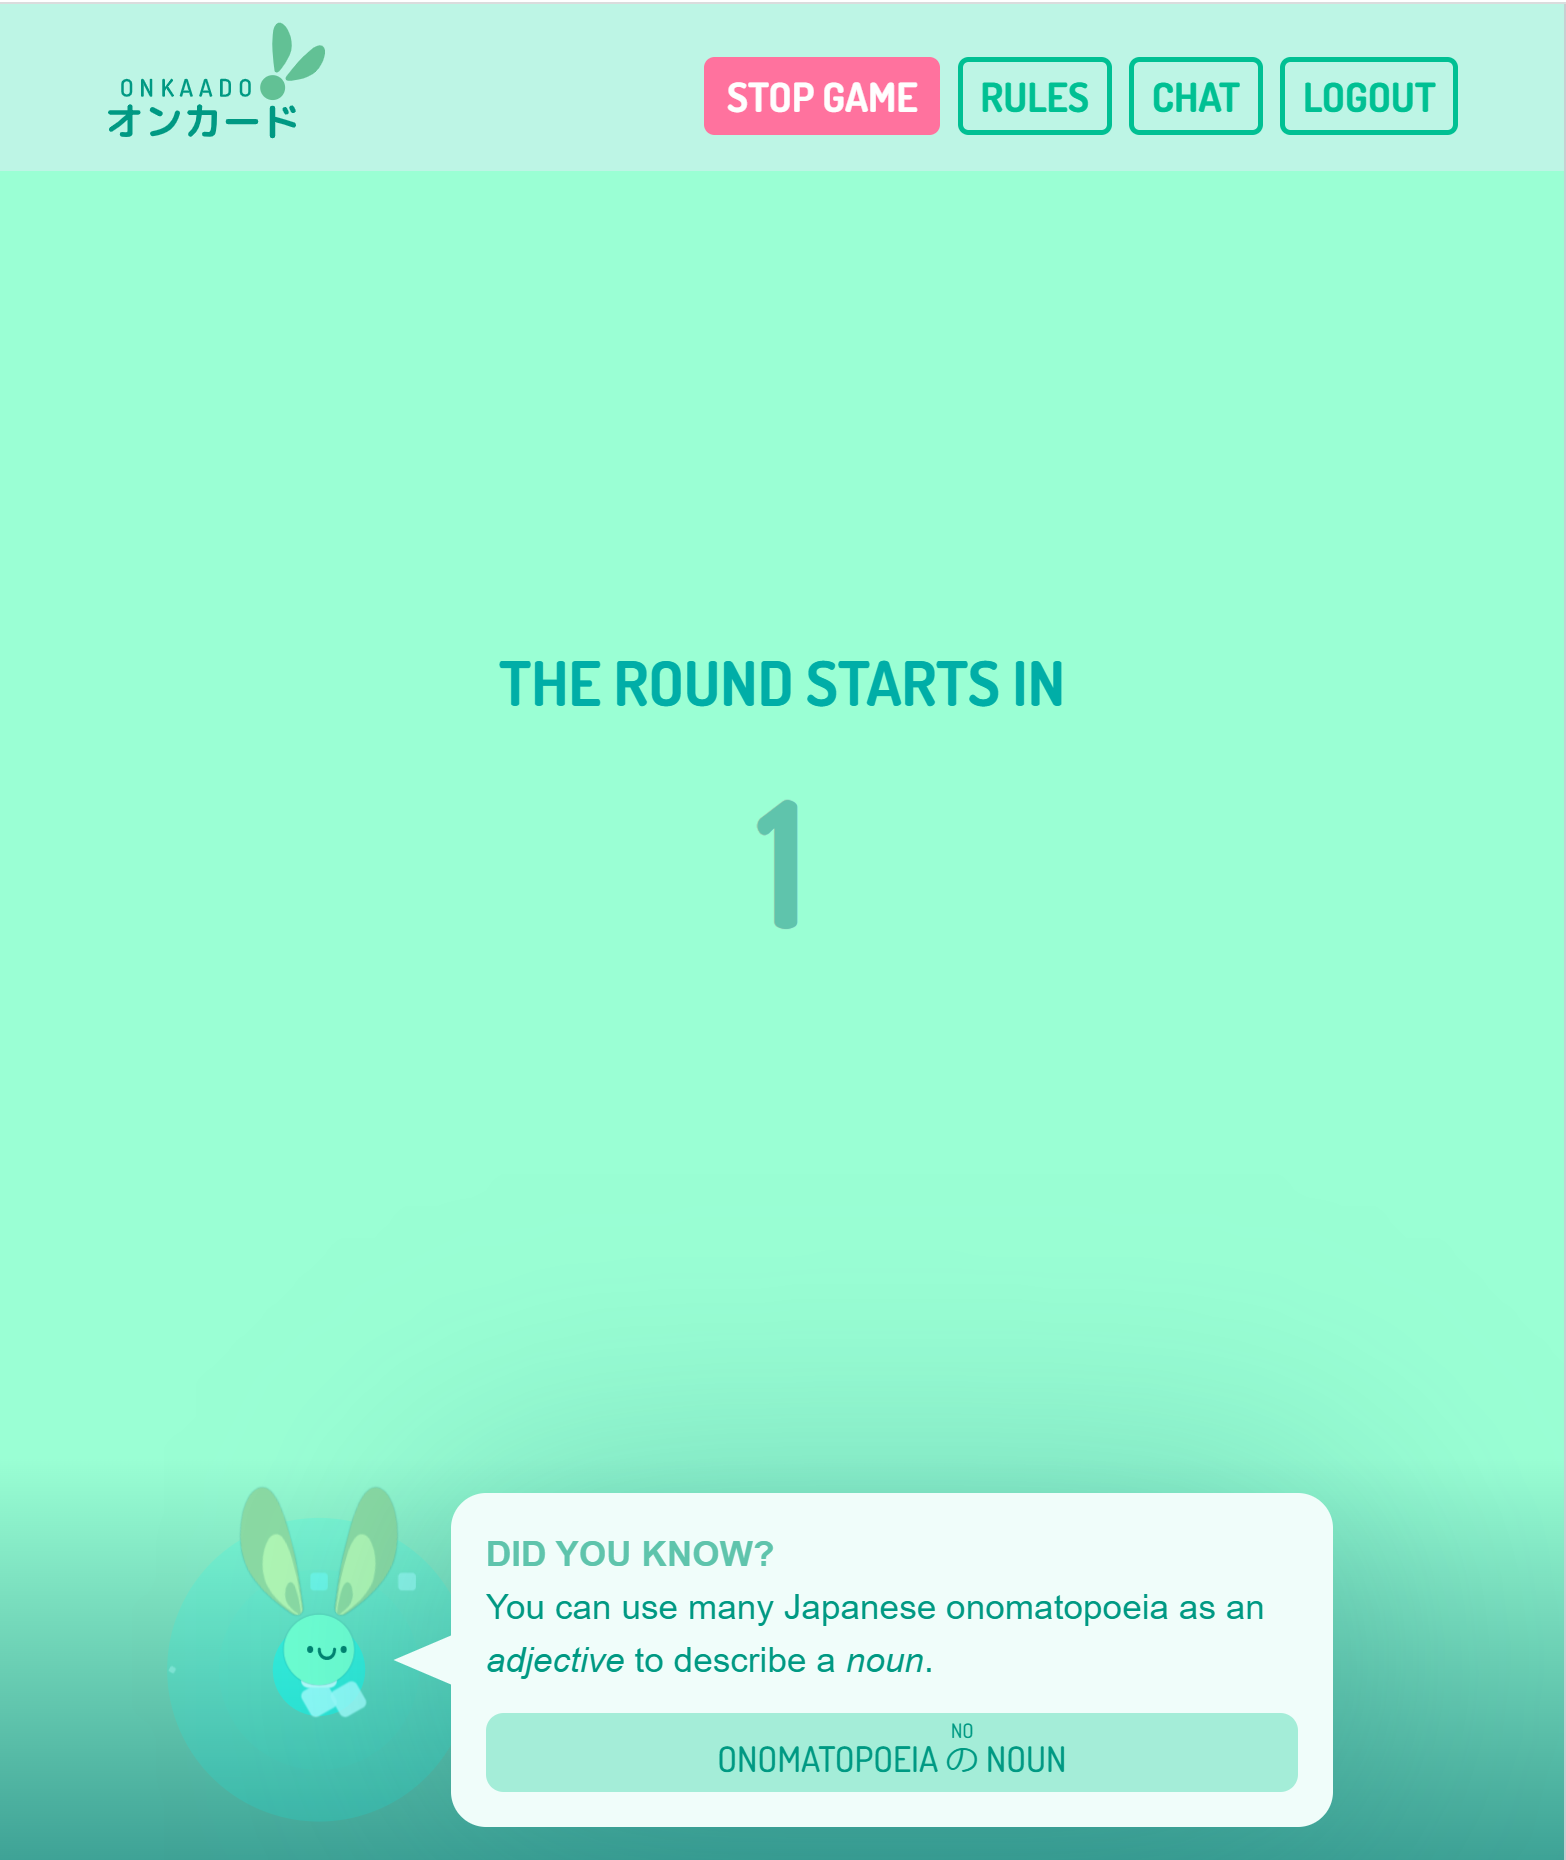 ONKAADO
オンカード
STOP GAME
RULES
CHAT
LOGOUT
THE ROUND STARTS IN
1
DID YOU KNOW?
You can use many Japanese onomatopoeia as an
adjective to describe a noun.
NO
ONOMATOPOEIA の NOUN